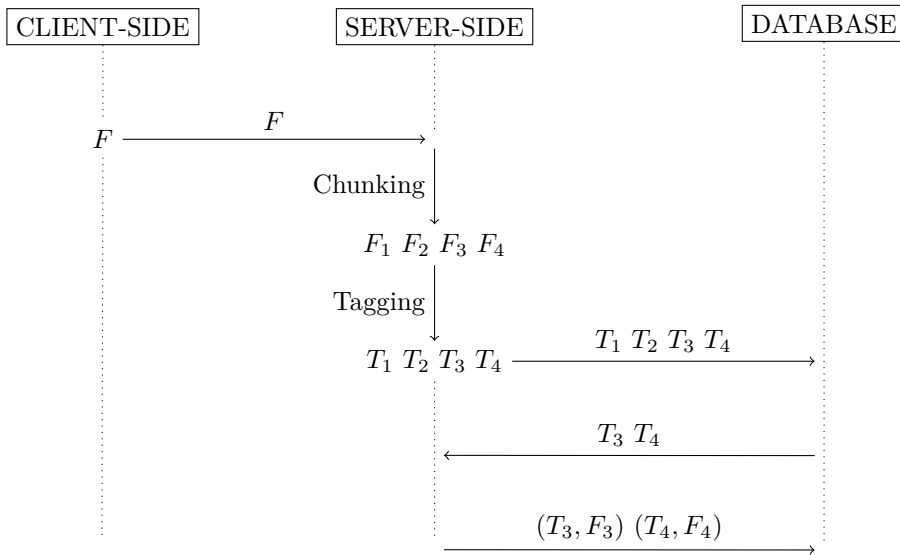 CLIENT-SIDE SERVER-SIDE DATABASE
F
F
Chunking
F₁ F₂ F₃ F₄
Tagging
T₁ T₂ T₃ T₄
T₁ T₂ T₃ T₄
T₃ T₄
(T₃, F₃) (T₄, F₄)